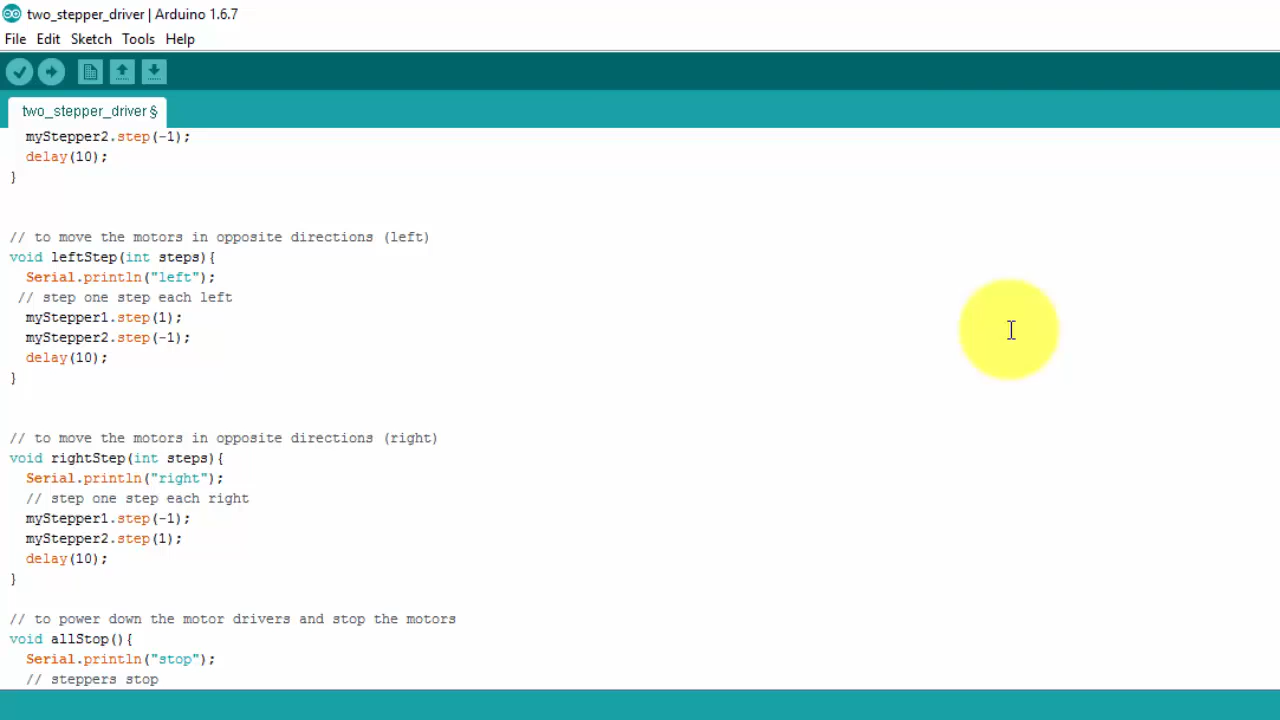 two_stepper_driver | Arduino 1.6.7
File Edit Sketch Tools Help
two_stepper_driver §
myStepper2.step(-1);
delay(10);
}
// to move the motors in opposite directions (left)
void leftStep(int steps){
Serial.println("left");
// step one step each left
myStepper1.step(1);
myStepper2.step(-1);
delay(10);
}
// to move the motors in opposite directions (right)
void rightStep(int steps){
Serial.println("right");
// step one step each right
myStepper1.step(-1);
myStepper2.step(1);
delay(10);
}
// to power down the motor drivers and stop the motors
void allStop(){
Serial.println("stop");
// steppers stop